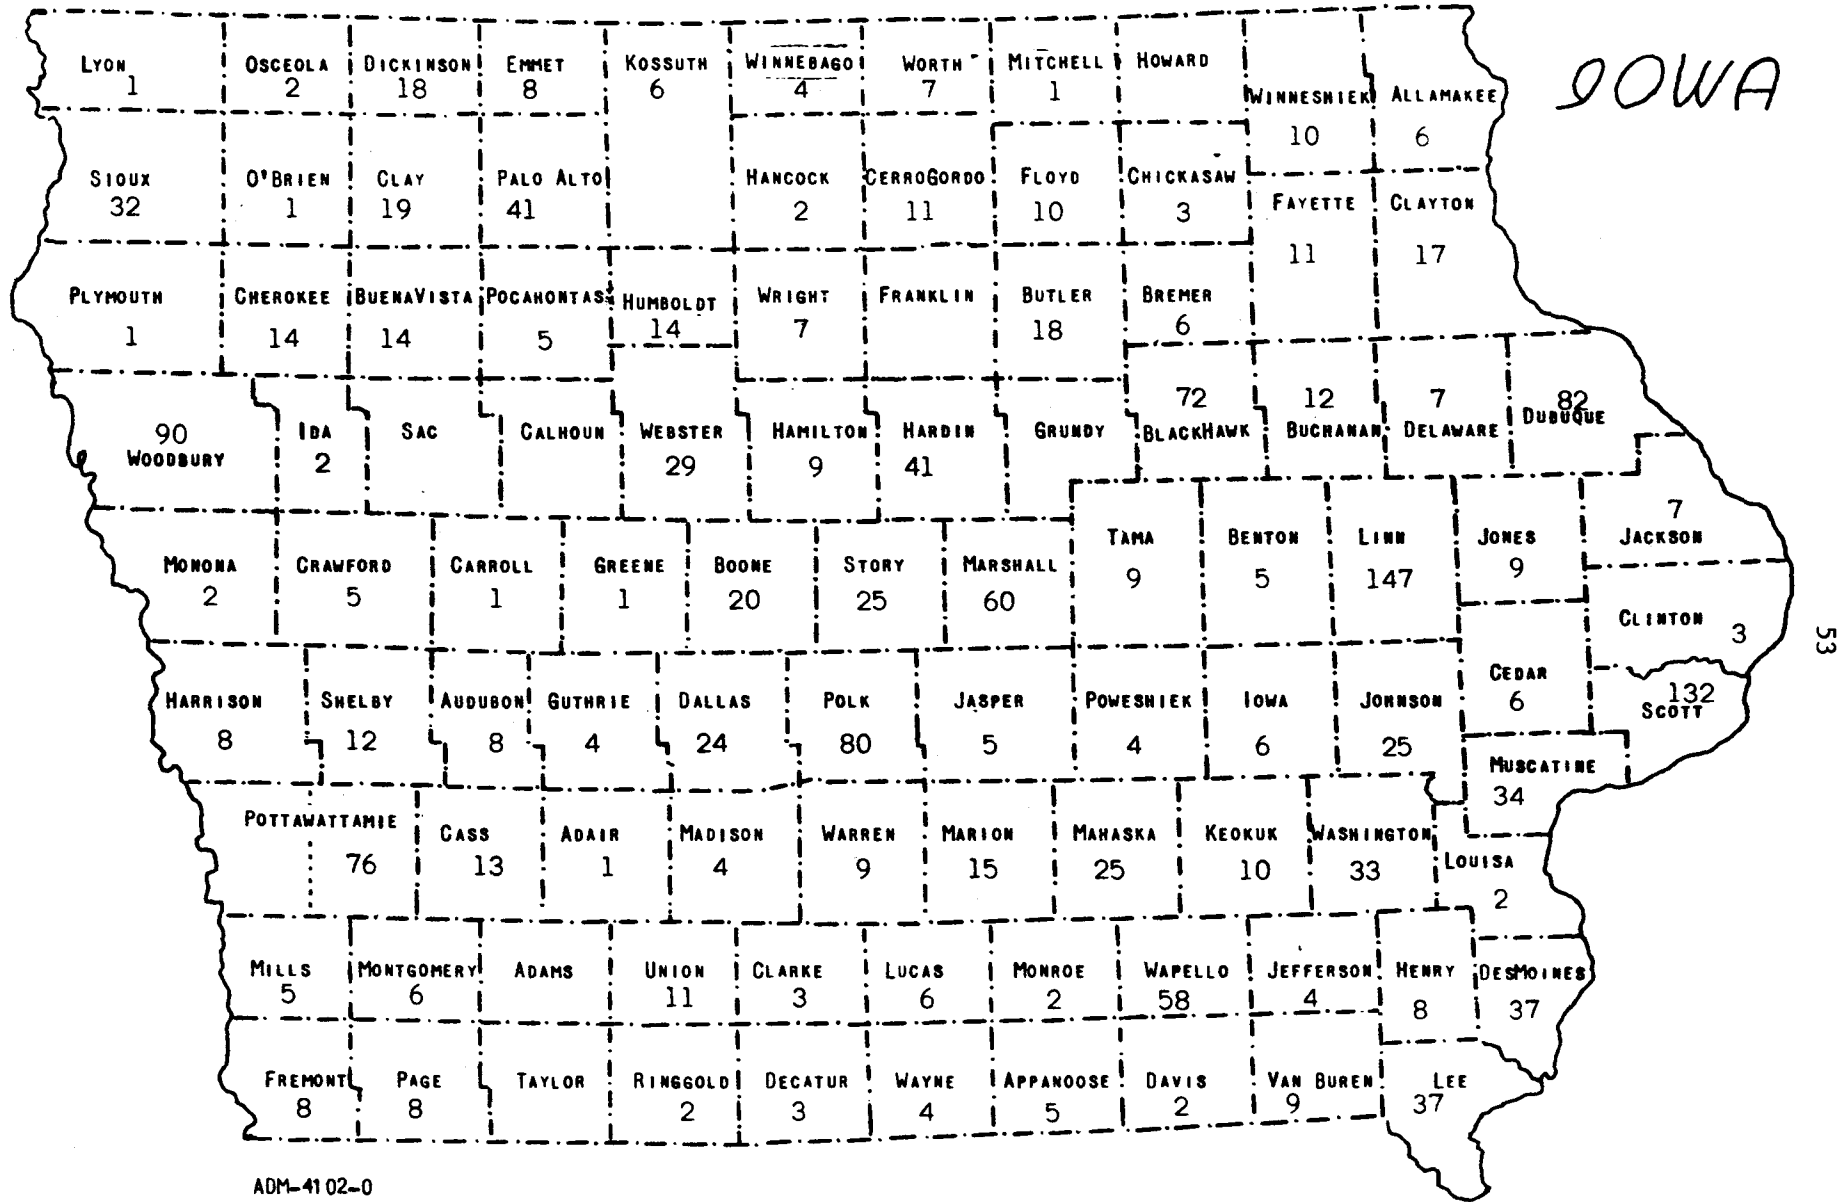 IOWA
LYON OSCEOLA DICKINSON EMMET KOSSUTH WINNEBAGO WORTH MITCHELL HOWARD
1 2 18 8 6 4 7 1
WINNESHIEK ALLAMAKEE
10 6
SIOUX O'BRIEN CLAY PALO ALTO HANCOCK CERROGORDO FLOYD CHICKASAW
32 1 19 41 2 11 10 3
FAYETTE CLAYTON
11 17
PLYMOUTH CHEROKEE BUENAVISTA POCAHONTAS HUMBOLDT WRIGHT FRANKLIN BUTLER BREMER
1 14 14 5 14 7 18 6
72 12 7 82
BLACKHAWK BUCHANAN DELAWARE DUBUQUE
90
WOODBURY
IDA SAC CALHOUN WEBSTER HAMILTON HARDIN GRUNDY
2 29 9 41
7
JACKSON
MONONA CRAWFORD CARROLL GREENE BOONE STORY MARSHALL TAMA BENTON LINN JONES
2 5 1 1 20 25 60 9 5 147 9
CLINTON 3
53
HARRISON SHELBY AUDUBON GUTHRIE DALLAS POLK JASPER POWESHIEK IOWA JOHNSON CEDAR
8 12 8 4 24 80 5 4 6 25 6
132
SCOTT
MUSCATINE
34
POTTAWATTAMIE CASS ADAIR MADISON WARREN MARION MAHASKA KEOKUK WASHINGTON
76 13 1 4 9 15 25 10 33
LOUISA
2
MILLS MONTGOMERY ADAMS UNION CLARKE LUCAS MONROE WAPELLO JEFFERSON HENRY DESMOINES
5 6 11 3 6 2 58 4 8 37
FREMONT PAGE TAYLOR RINGGOLD DECATUR WAYNE APPANOOSE DAVIS VAN BUREN LEE
8 8 2 3 4 5 2 9 37
ADM-4102-0